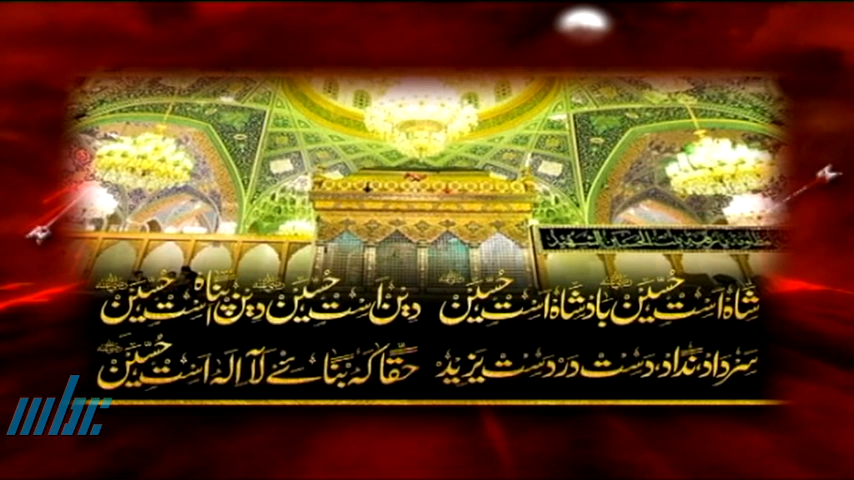 شاہ است حسین بادشاہ است حسین دین است حسین دین پناہ است حسین
سر داد، نداد، دست در دست یزید حقا کہ بنائے لا الٰہ است حسین
mbc